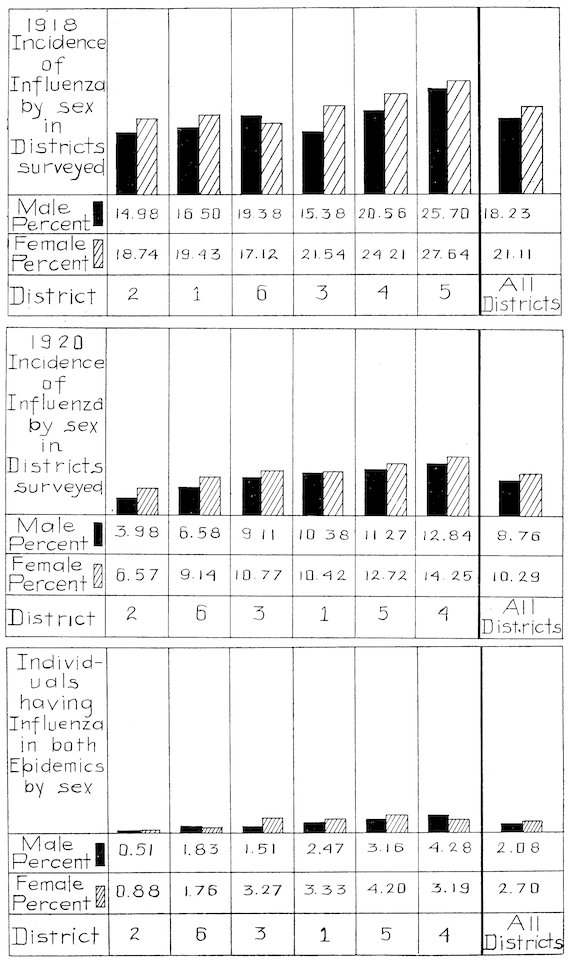 1918
Incidence
of
Influenza
by sex
in
Districts
surveyed
Male
Percent
14.98 16 50 19.38 15.38 20.56 25.70 18.23
Female
Percent
18.74 19.43 17.12 21.54 24 21 27.64 21.11
District 2 1 6 3 4 5 All
Districts
1920
Incidence
of
Influenza
by sex
in
Districts
surveyed
Male
Percent
3.98 6.58 9 11 10 38 11 27 12.84 8.76
Female
Percent
6.57 9.14 10.77 10.42 12.72 14.25 10.29
District 2 6 3 1 5 4 All
Districts
Individ-
uals
having
Influenza
in both
Epidemics
by sex
Male
Percent
0.51 1.83 1.51 2.47 3.16 4.28 2.08
Female
Percent
0.88 1.76 3.27 3.33 4.20 3.19 2.70
District 2 6 3 1 5 4 All
Districts